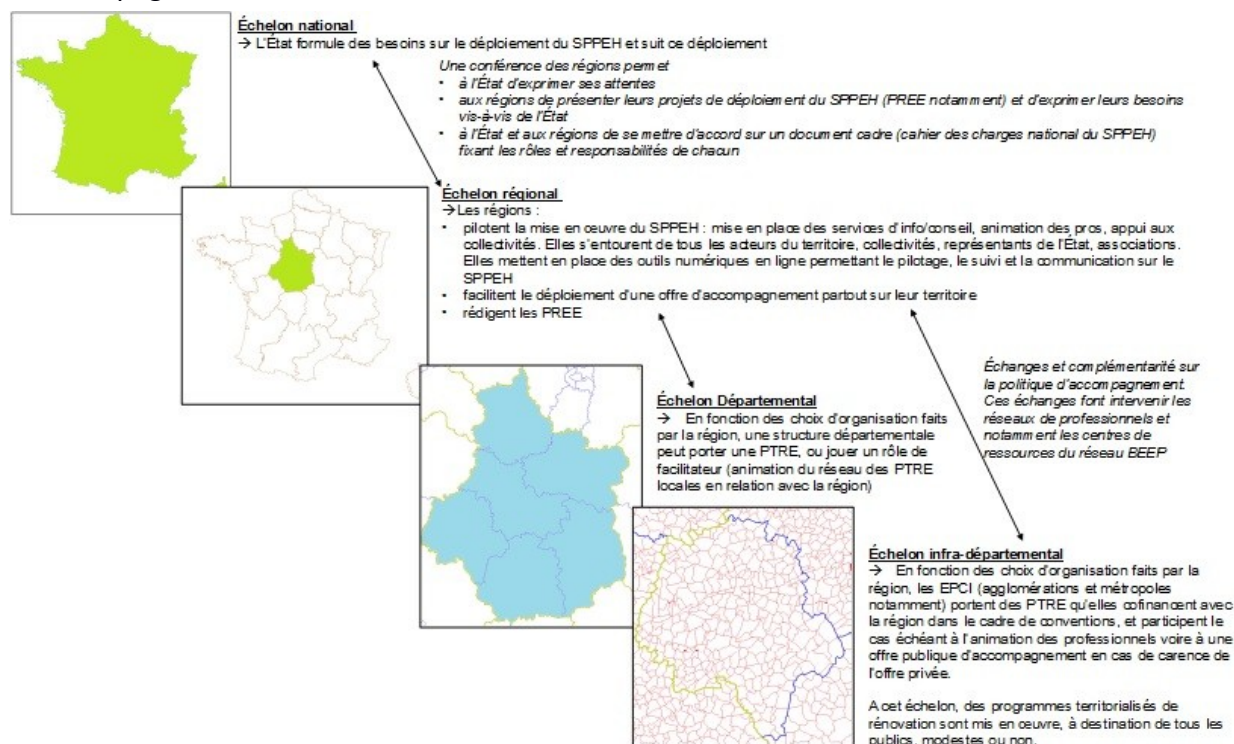 Échelon national
→ L'État formule des besoins sur le déploiement du SPPEH et suit ce déploiement
Une conférence des régions permet
• à l'État d'exprimer ses attentes
• aux régions de présenter leurs projets de déploiement du SPPEH (PREE notamment) et d'exprimer leurs besoins
vis-à-vis de l'État
• à l'État et aux régions de se mettre d'accord sur un document cadre (cahier des charges national du SPPEH)
fixant les rôles et responsabilités de chacun
Échelon régional
→Les régions :
• pilotent la mise en œuvre du SPPEH : mise en place des services d'info/conseil, animation des pros, appui aux
collectivités. Elles s'entourent de tous les acteurs du territoire, collectivités, représentants de l'État, associations.
Elles mettent en place des outils numériques en ligne permettant le pilotage, le suivi et la communication sur le
SPPEH
• facilitent le déploiement d'une offre d'accompagnement partout sur leur territoire
• rédigent les PREE
Échanges et complémentarité sur
la politique d'accompagnement.
Ces échanges font intervenir les
réseaux de professionnels et
notamment les centres de
ressources du réseau BEEP
Échelon Départemental
→ En fonction des choix d'organisation faits
par la région, une structure départementale
peut porter une PTRE, ou jouer un rôle de
facilitateur (animation du réseau des PTRE
locales en relation avec la région)
Échelon infra-départemental
→ En fonction des choix d'organisation faits par la
région, les EPCI (agglomérations et métropoles
notamment) portent des PTRE qu'elles cofinancent avec
la région dans le cadre de conventions, et participent le
cas échéant à l'animation des professionnels voire à une
offre publique d'accompagnement en cas de carence de
l'offre privée.
A cet échelon, des programmes territorialisés de
rénovation sont mis en œuvre, à destination de tous les
publics, modestes ou non.